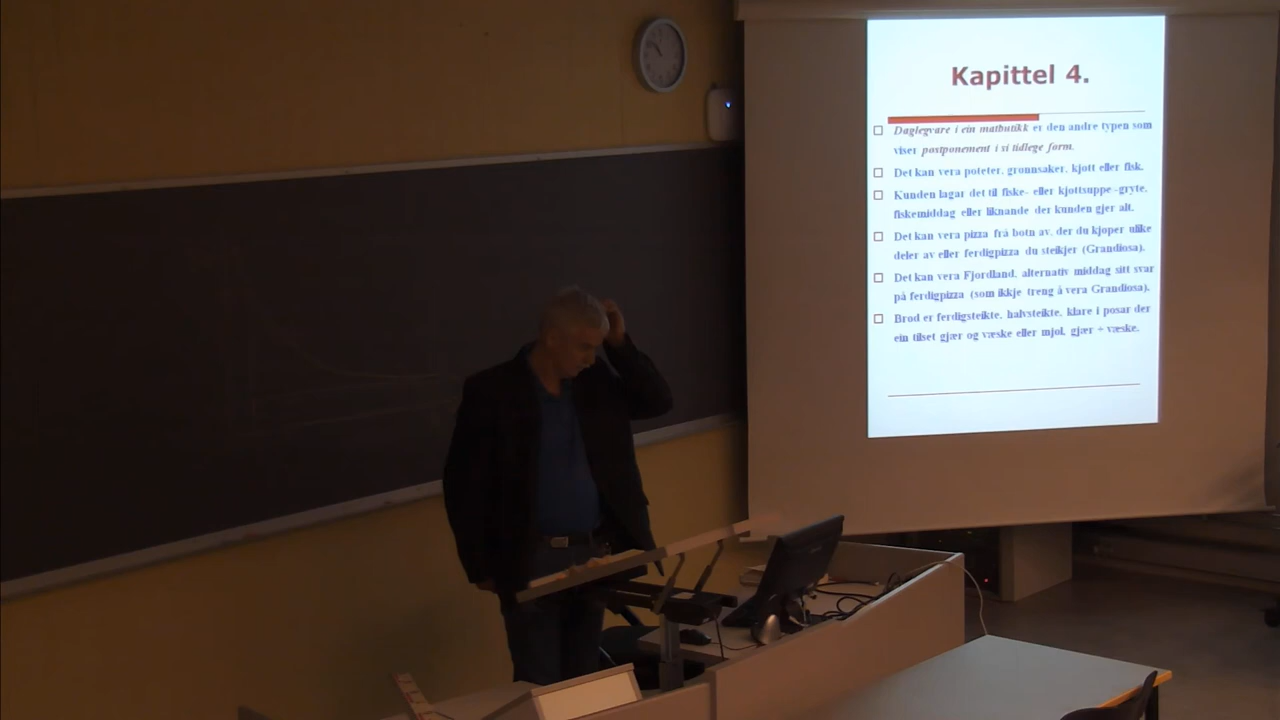 Kapittel 4.
Daglegvare i ein matbutikk er den andre typen som
viser postponement i si tidlege form.
Det kan vera poteter, grønnsaker, kjøtt eller fisk.
Kunden lagar det til fiske- eller kjøttsuppe -gryte,
fiskemiddag eller liknande der kunden gjer alt.
Det kan vera pizza frå botn av, der du kjøper ulike
deler av eller ferdigpizza du steikjer (Grandiosa).
Det kan vera Fjordland, alternativ middag sitt svar
på ferdigpizza (som ikkje treng å vera Grandiosa).
Brød er ferdigsteikte, halvsteikte, klare i posar der
ein tilset gjær og væske eller mjøl, gjær + væske.